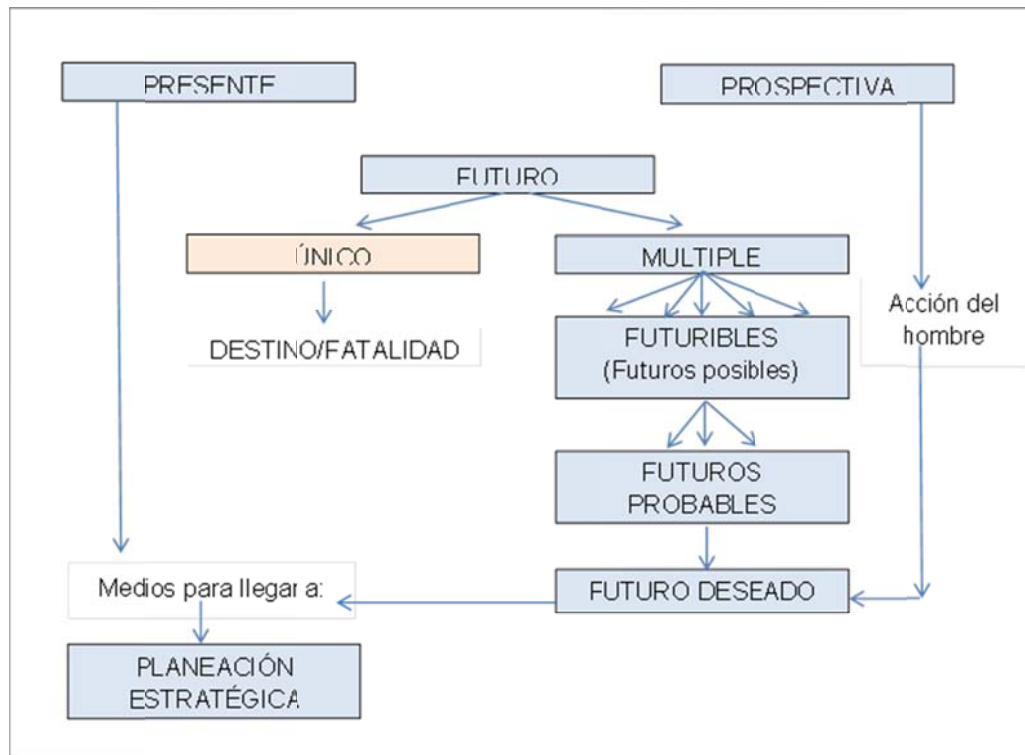 PRESENTE
PROSPECTIVA
FUTURO
ÚNICO
MULTIPLE
DESTINO/FATALIDAD
FUTURIBLES
(Futuros posibles)
Acción del
hombre
FUTUROS
PROBABLES
Medios para llegar a:
FUTURO DESEADO
PLANEACIÓN
ESTRATÉGICA